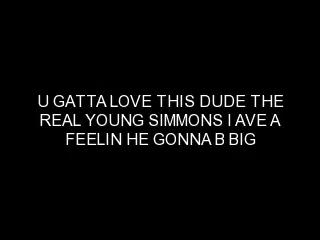 U GATTA LOVE THIS DUDE THE
REAL YOUNG SIMMONS I AVE A
FEELIN HE GONNA B BIG